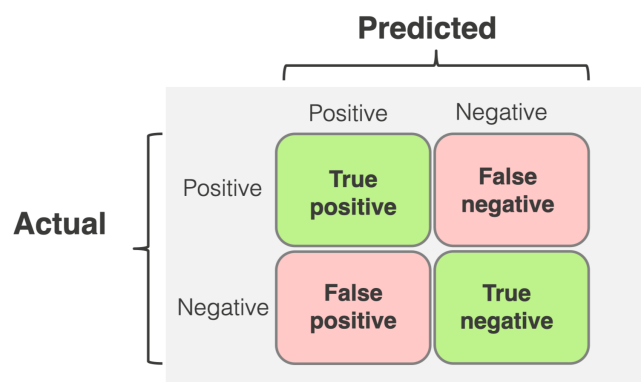 Predicted
Positive
Negative
Actual
Positive
True
positive
False
negative
Negative
False
positive
True
negative